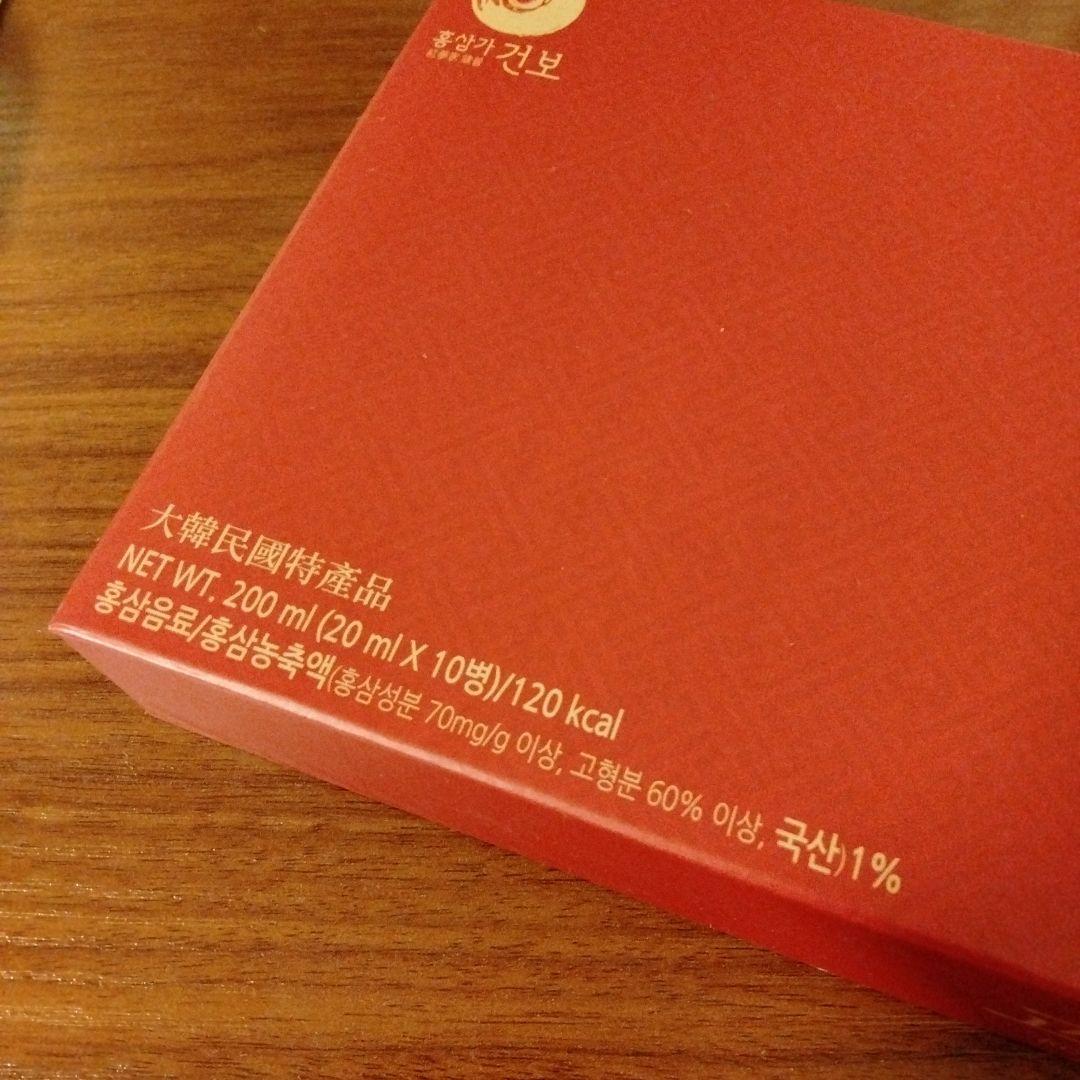 홍삼가 건보
大韓民國特產品
NET WT. 200 ml (20 ml X 10병)/120 kcal
홍삼음료/홍삼농축액(홍삼성분 70mg/g 이상, 고형분 60% 이상, 국산)1%